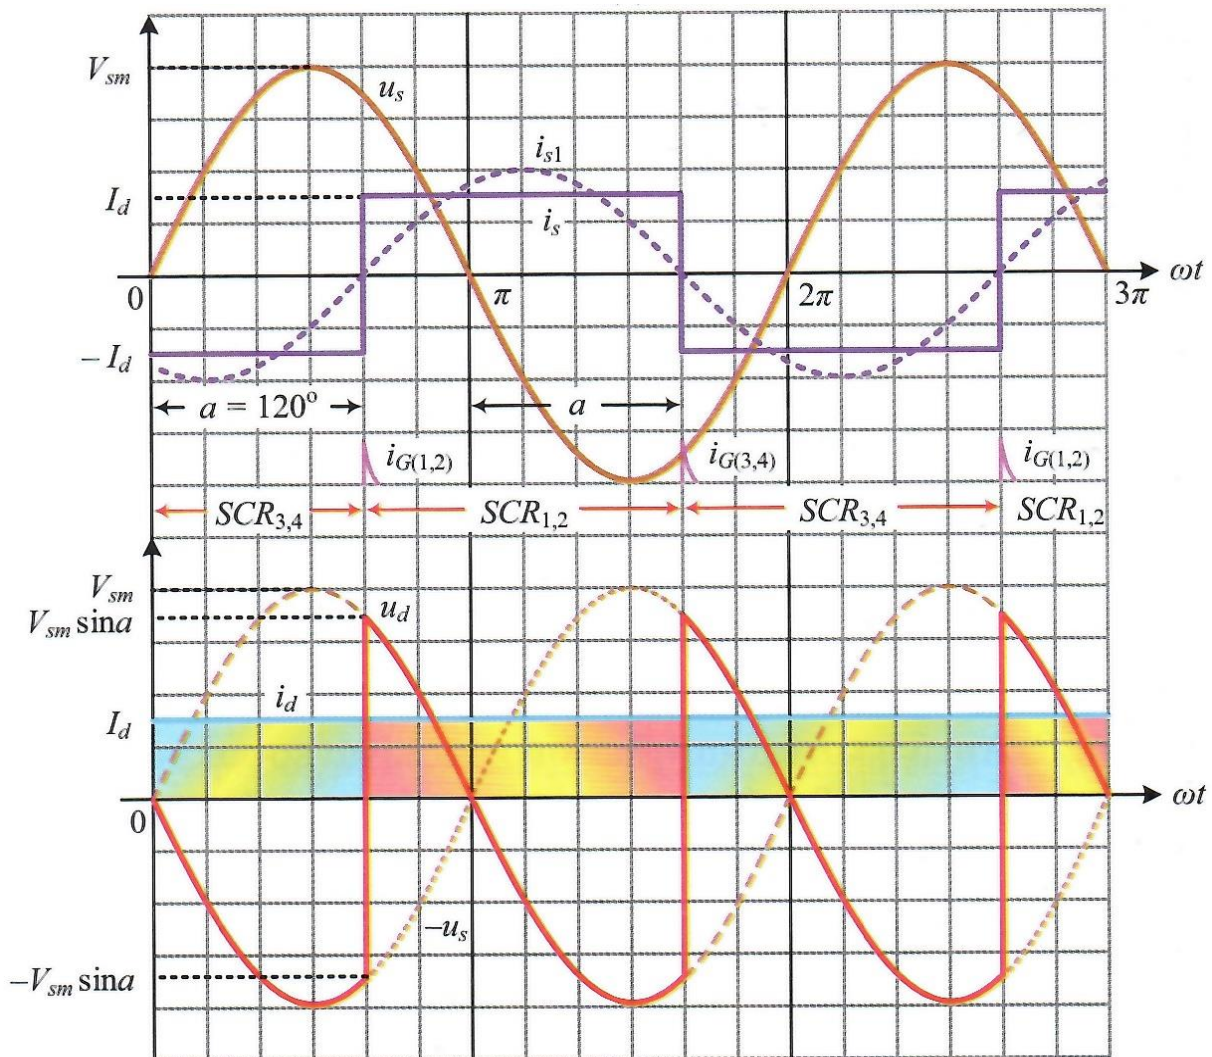 V_sm
u_s
i_s1
I_d
i_s
0
π
2π
3π
ωt
– I_d
a = 120°
a
i_G(1,2)
i_G(3,4)
i_G(1,2)
SCR_3,4
SCR_1,2
SCR_3,4
SCR_1,2
V_sm
V_sm sina
u_d
i_d
I_d
0
ωt
–u_s
–V_sm sina